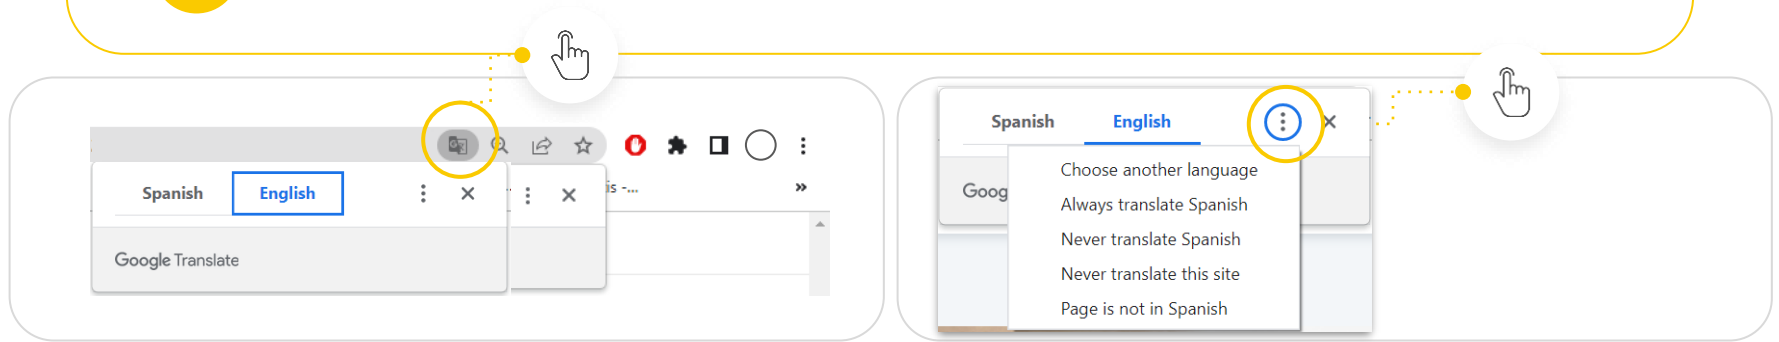 is -...
»
Spanish English
Google Translate
Spanish English
Goog
Choose another language
Always translate Spanish
Never translate Spanish
Never translate this site
Page is not in Spanish